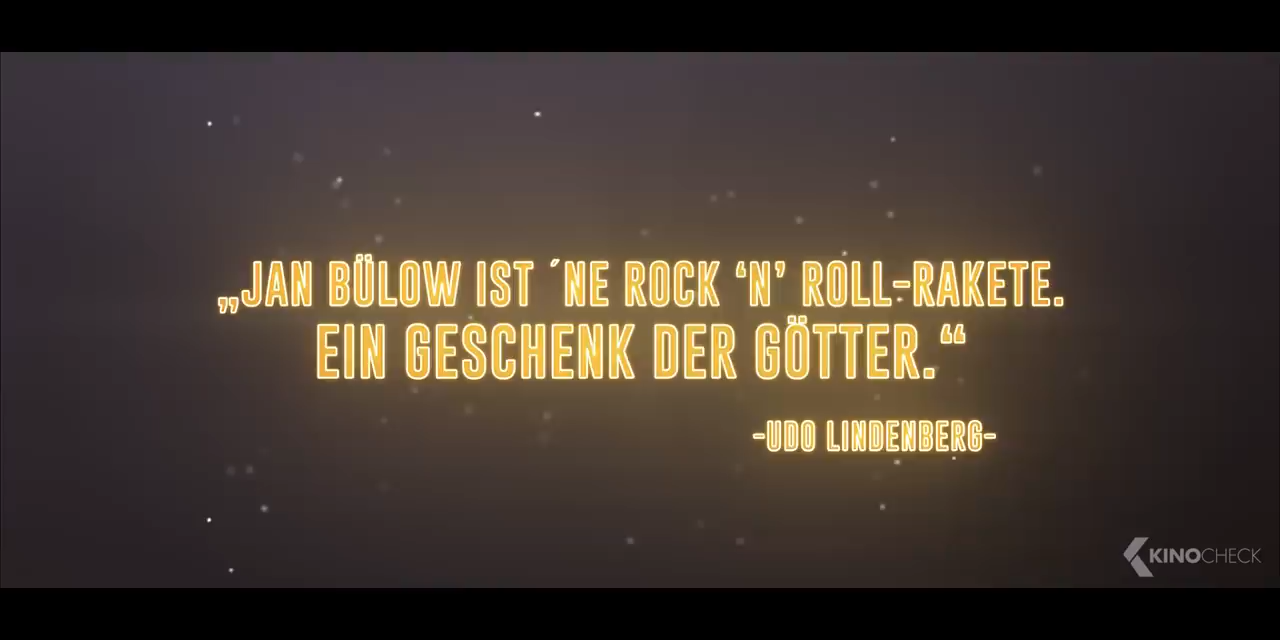 „JAN BÜLOW IST ´NE ROCK ‘N’ ROLL-RAKETE.
EIN GESCHENK DER GÖTTER.“
-UDO LINDENBERG-
KINOCHECK